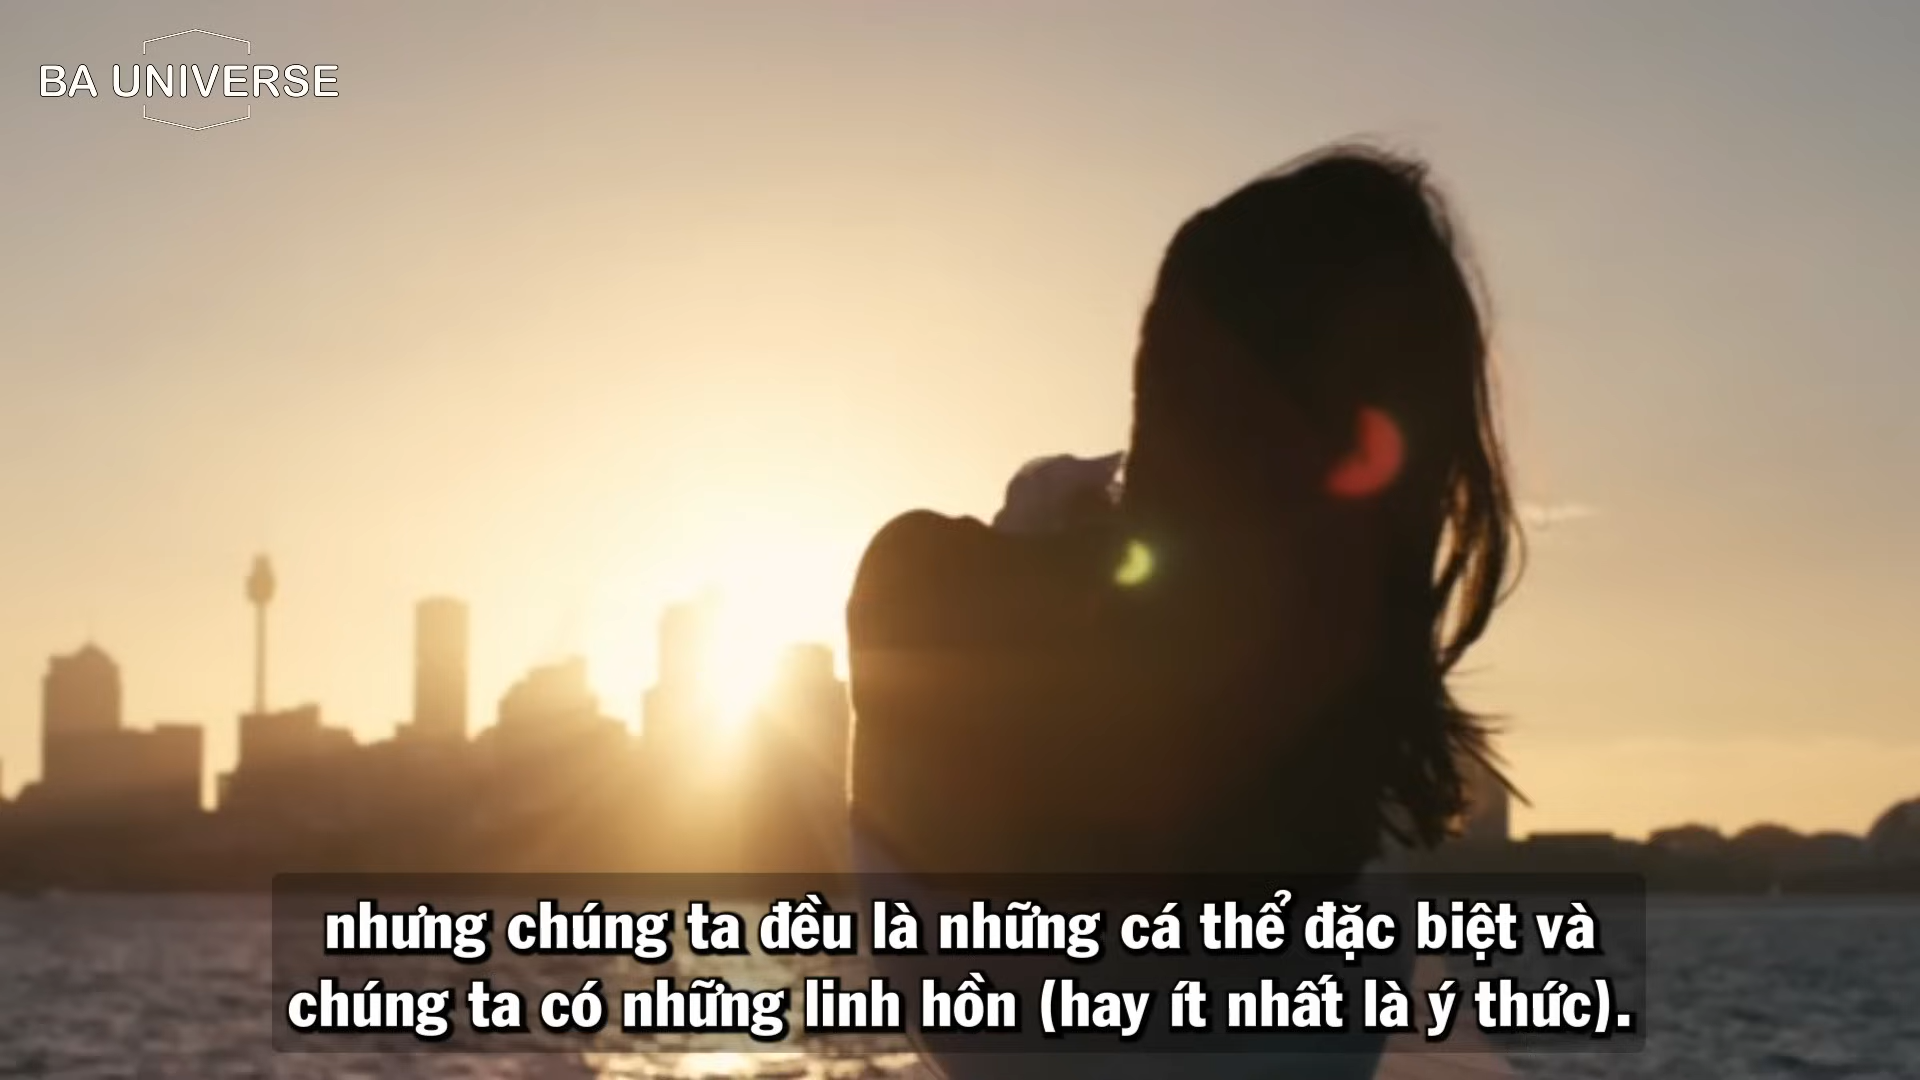 BA UNIVERSE
nhưng chúng ta đều là những cá thể đặc biệt và
chúng ta có những linh hồn (hay ít nhất là ý thức).